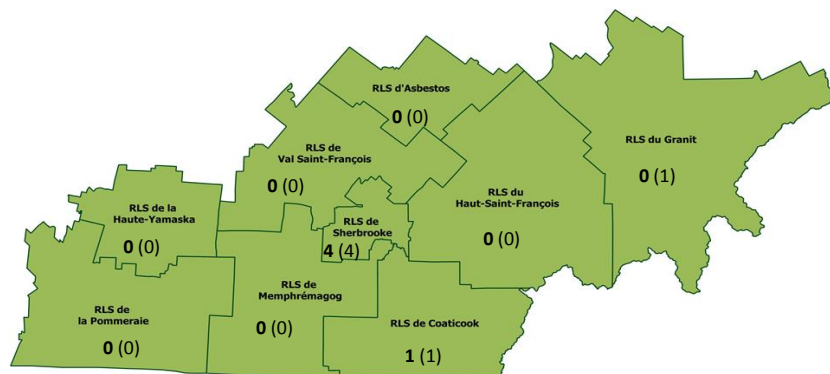 RLS d'Asbestos
0 (0)
RLS de
Val Saint-François
0 (0)
RLS du Granit
0 (1)
RLS de la
Haute-Yamaska
0 (0)
RLS de
Sherbrooke
4 (4)
RLS du
Haut-Saint-François
0 (0)
RLS de
la Pommeraie
0 (0)
RLS de
Memphrémagog
0 (0)
RLS de Coaticook
1 (1)